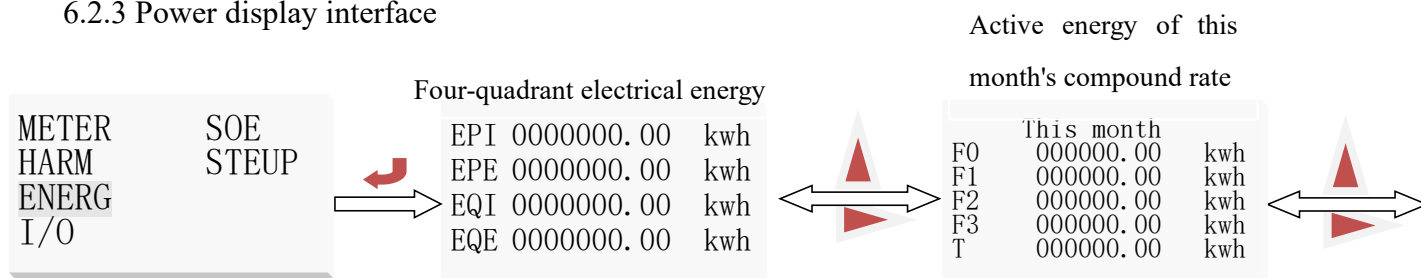 6.2.3 Power display interface
METER SOE
HARM STEUP
ENERG
I/O
Four-quadrant electrical energy
EPI 0000000.00 kwh
EPE 0000000.00 kwh
EQI 0000000.00 kwh
EQE 0000000.00 kwh
Active energy of this
month's compound rate
This month
F0 000000.00 kwh
F1 000000.00 kwh
F2 000000.00 kwh
F3 000000.00 kwh
T 000000.00 kwh